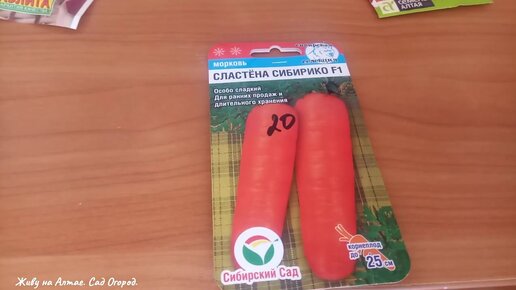 морковь
СЛАСТЁНА СИБИРИКО F1
Особо сладкий
Для ранних продаж и
длительного хранения
20
корнеплод
до 25 см
Сибирский Сад
АЛТАЯ
Живу на Алтае. Сад Огород.